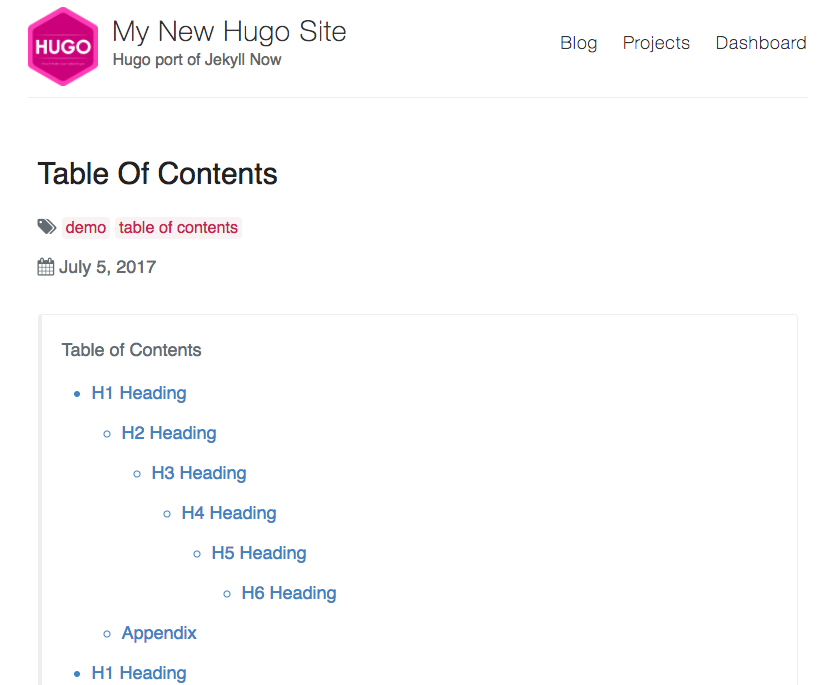 HUGO
My New Hugo Site
Hugo port of Jekyll Now
Blog Projects Dashboard
Table Of Contents
demo table of contents
July 5, 2017
Table of Contents
H1 Heading
H2 Heading
H3 Heading
H4 Heading
H5 Heading
H6 Heading
Appendix
H1 Heading